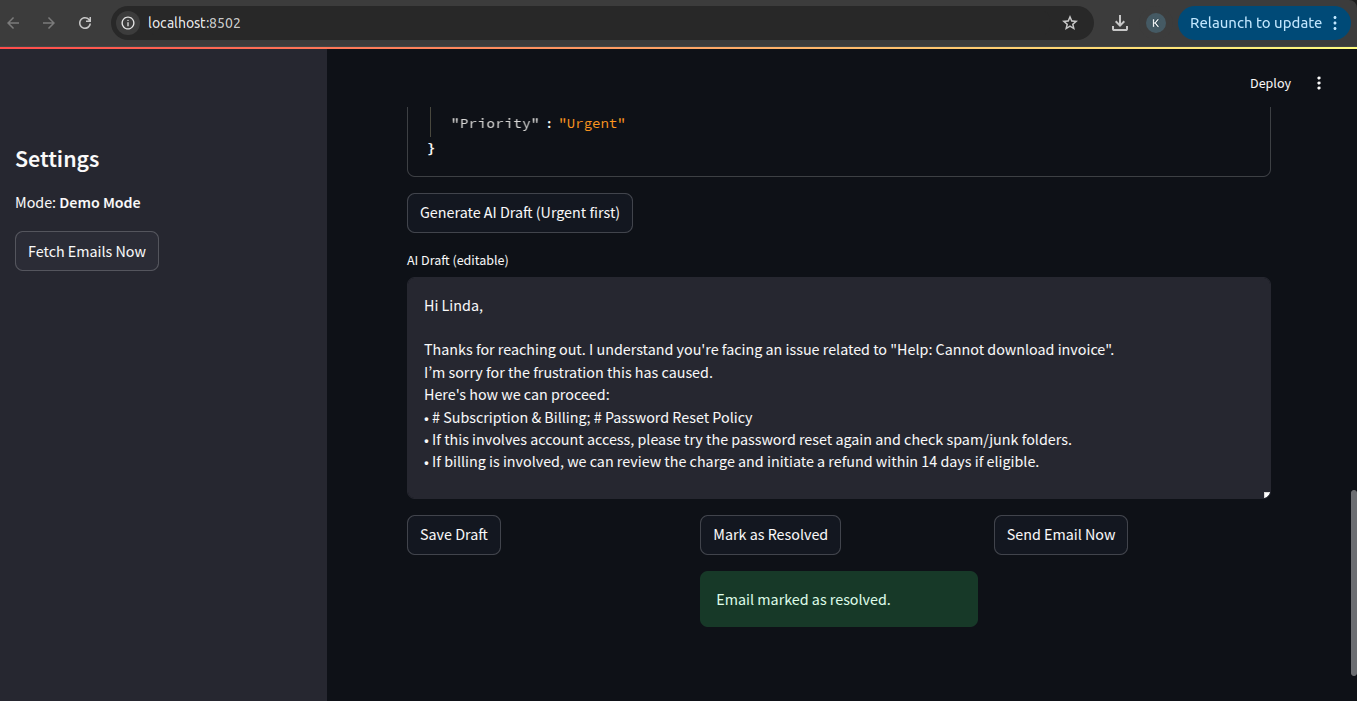 localhost:8502
K
Relaunch to update
Deploy
Settings
Mode: Demo Mode
Fetch Emails Now
"Priority" : "Urgent"
}
Generate AI Draft (Urgent first)
AI Draft (editable)
Hi Linda,
Thanks for reaching out. I understand you're facing an issue related to "Help: Cannot download invoice".
I’m sorry for the frustration this has caused.
Here's how we can proceed:
• # Subscription & Billing; # Password Reset Policy
• If this involves account access, please try the password reset again and check spam/junk folders.
• If billing is involved, we can review the charge and initiate a refund within 14 days if eligible.
Save Draft
Mark as Resolved
Send Email Now
Email marked as resolved.